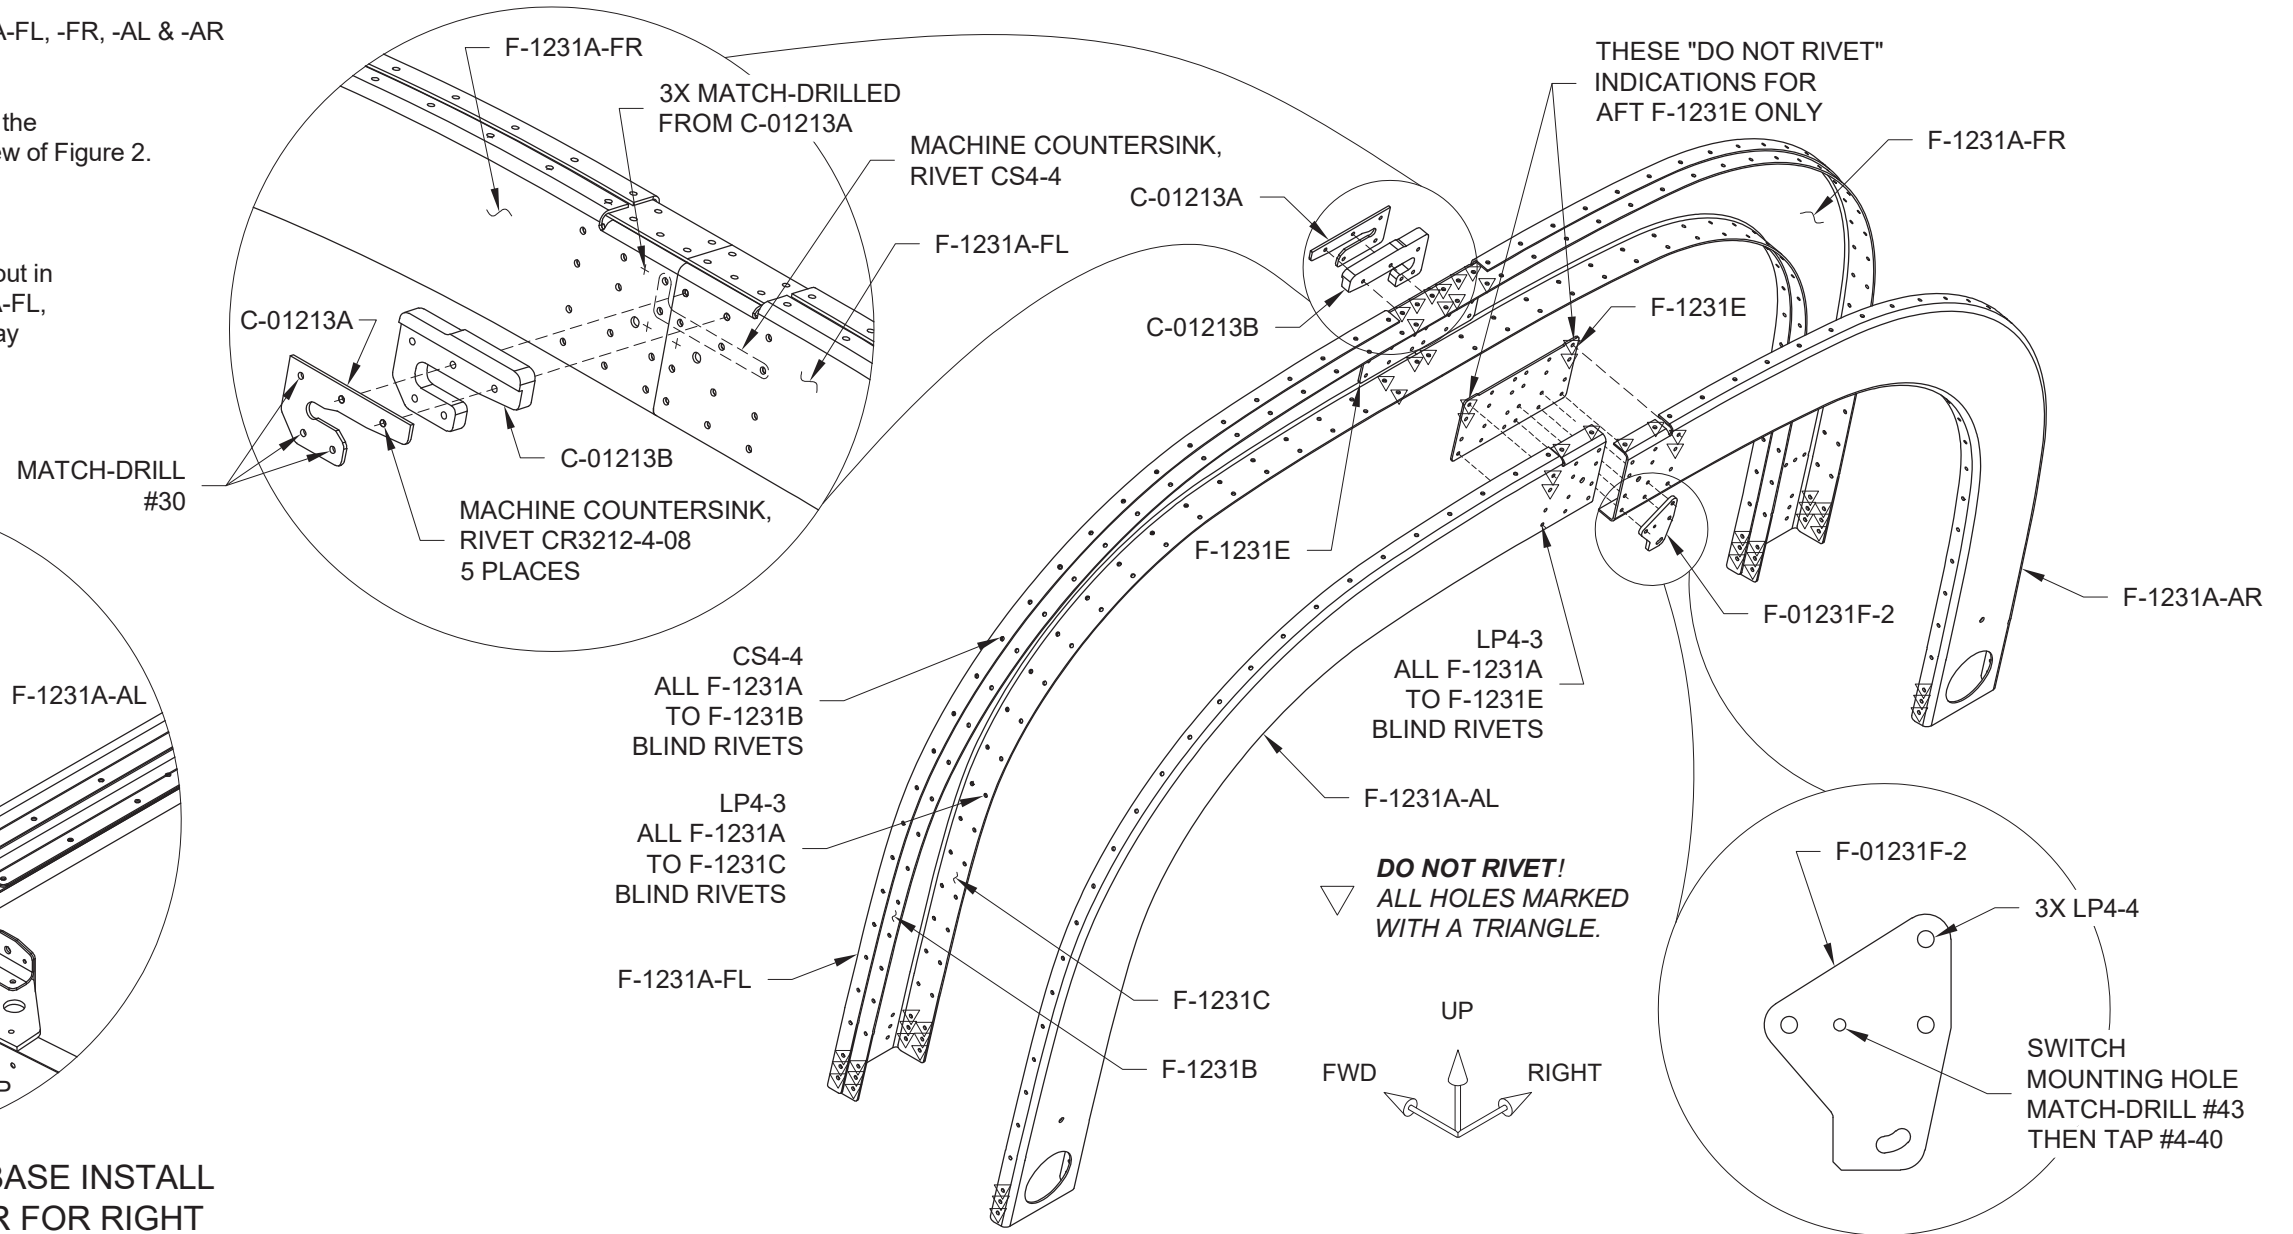 A-FL, -FR, -AL & -AR
the
ew of Figure 2.
out in
A-FL,
ay
F-1231A-FR
3X MATCH-DRILLED
FROM C-01213A
MACHINE COUNTERSINK,
RIVET CS4-4
F-1231A-FL
C-01213A
C-01213B
MATCH-DRILL
#30
MACHINE COUNTERSINK,
RIVET CR3212-4-08
5 PLACES
C-01213A
C-01213B
THESE "DO NOT RIVET"
INDICATIONS FOR
AFT F-1231E ONLY
F-1231A-FR
F-1231E
F-1231E
F-1231A-AR
F-01231F-2
LP4-3
ALL F-1231A
TO F-1231E
BLIND RIVETS
CS4-4
ALL F-1231A
TO F-1231B
BLIND RIVETS
LP4-3
ALL F-1231A
TO F-1231C
BLIND RIVETS
F-1231A-FL
F-1231A-AL
DO NOT RIVET!
ALL HOLES MARKED
WITH A TRIANGLE.
F-1231C
F-1231B
UP
FWD
RIGHT
F-01231F-2
3X LP4-4
SWITCH
MOUNTING HOLE
MATCH-DRILL #43
THEN TAP #4-40
F-1231A-AL
P
BASE INSTALL
R FOR RIGHT